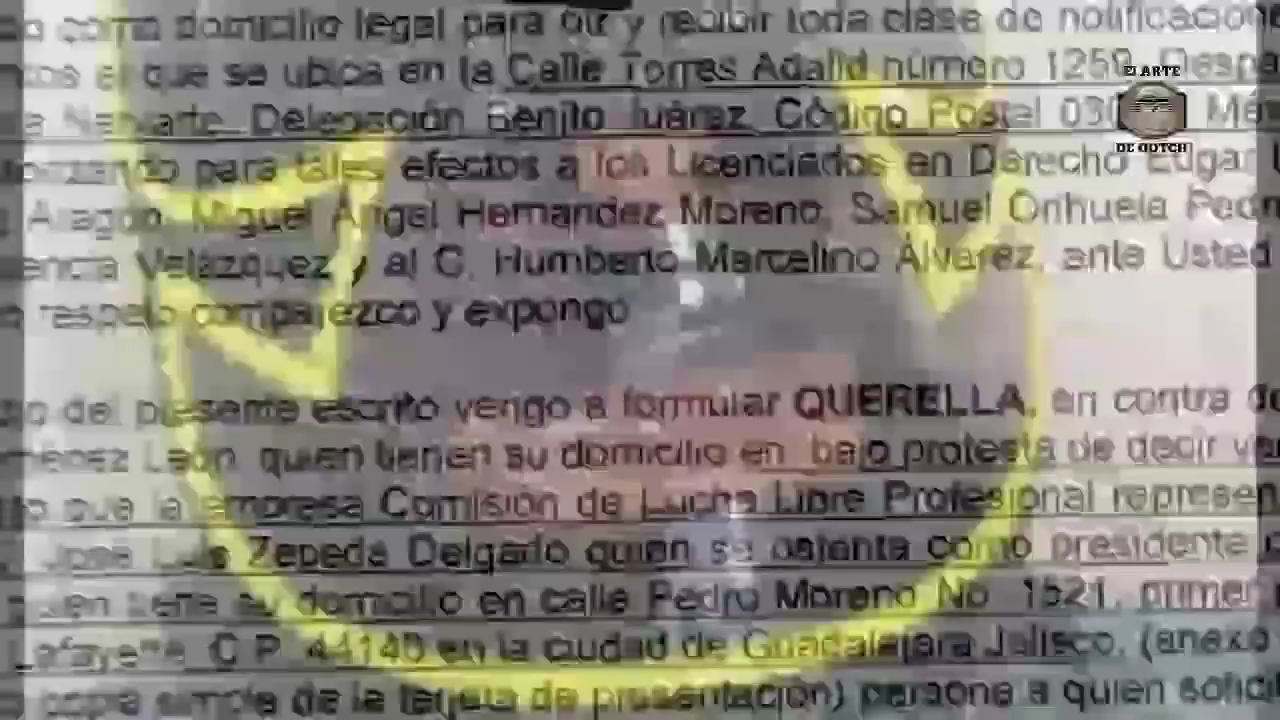 como domicilio legal para oír y recibir toda clase de
que se ubica en la Calle Torres Adalid número
Narvarte, Delegación Benito Juárez, Código Postal
para tales efectos a los Licenciados en Derecho Edgar
Aragón, Miguel Ángel Hernández Moreno, Samuel Orihuela
Velázquez y al C. Humberto Marcelino Álvarez, ante Usted
respeto comparezco y expongo
del presente escrito vengo a formular QUERELLA, en contra
León, quien tienen su domicilio en bajo protesta de decir
que la empresa Comisión de Lucha Libre Profesional
José Luis Zepeda Delgado quien se ostenta como presidente
quien tiene su domicilio en calle Pedro Moreno No. 1521,
Lafayette, C.P. 44140 en la ciudad de Guadalajara Jalisco, (anexo
copia simple de la tarjeta de presentación) persona a quien
El ARTE
DE GOTCH